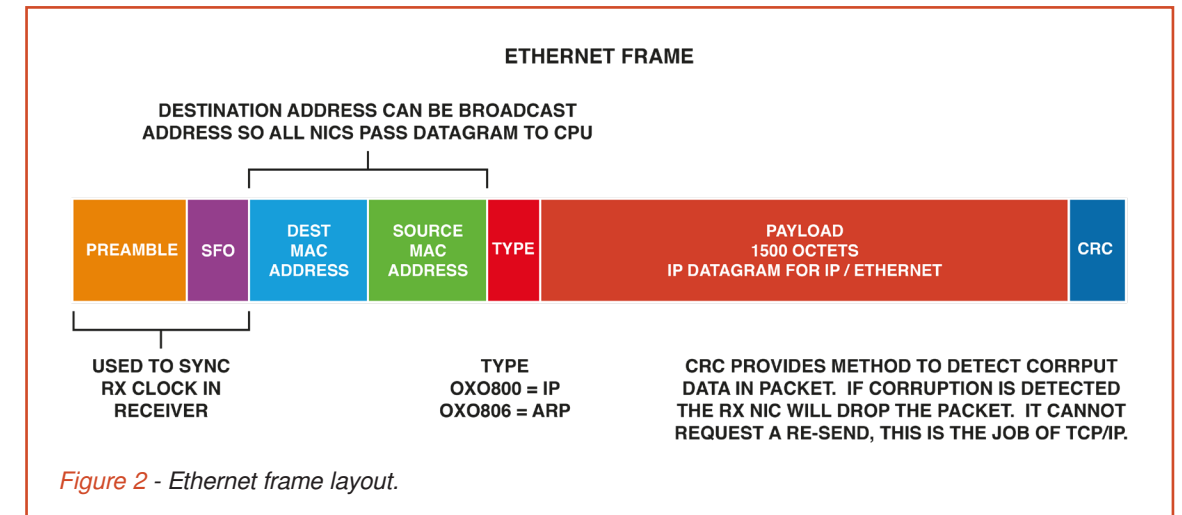 ETHERNET FRAME
DESTINATION ADDRESS CAN BE BROADCAST
ADDRESS SO ALL NICS PASS DATAGRAM TO CPU
PREAMBLE
SFO
DEST
MAC
ADDRESS
SOURCE
MAC
ADDRESS
TYPE
PAYLOAD
1500 OCTETS
IP DATAGRAM FOR IP / ETHERNET
CRC
USED TO SYNC
RX CLOCK IN
RECEIVER
TYPE
OXO800 = IP
OXO806 = ARP
CRC PROVIDES METHOD TO DETECT CORRPUT
DATA IN PACKET. IF CORRUPTION IS DETECTED
THE RX NIC WILL DROP THE PACKET. IT CANNOT
REQUEST A RE-SEND, THIS IS THE JOB OF TCP/IP.
Figure 2 - Ethernet frame layout.